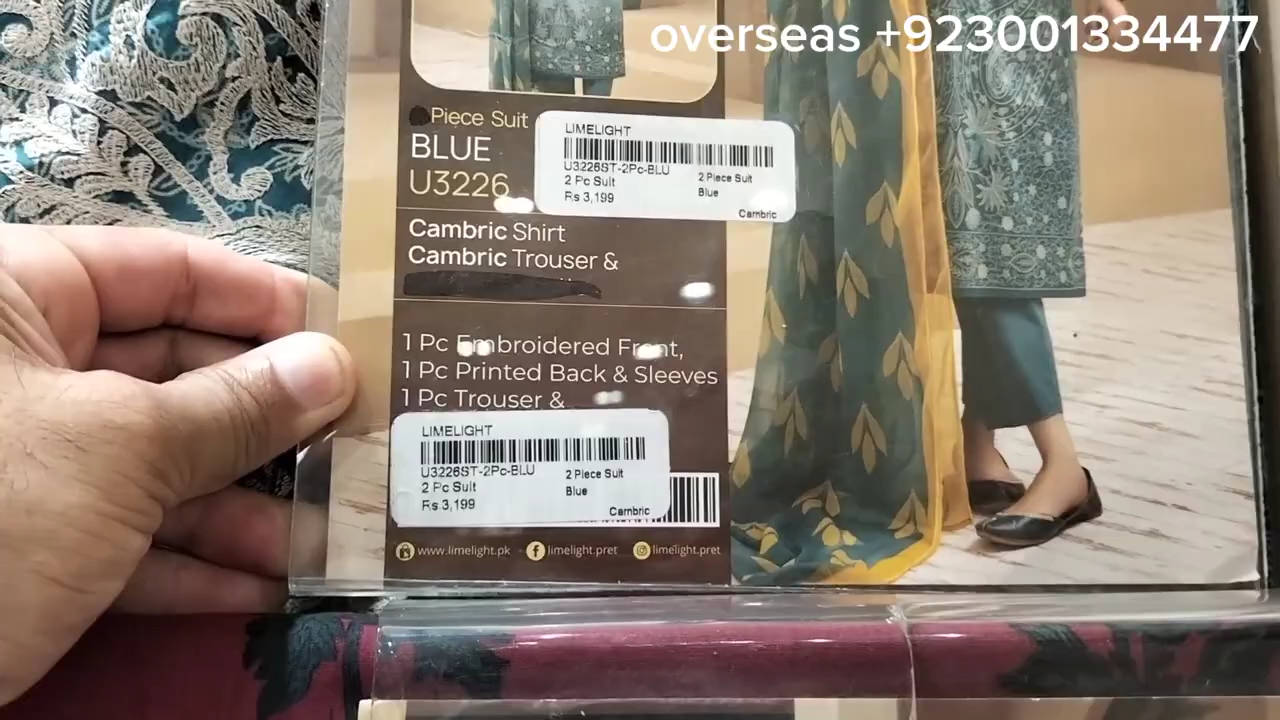 overseas +923001334477
Piece Suit
BLUE
U3226
LIMELIGHT
U3226ST-2Pc-BLU
2 Piece Suit
2 Pc Suit
Blue
Rs 3,199
Cambric
Cambric Shirt
Cambric Trouser &
1 Pc Embroidered Front,
1 Pc Printed Back & Sleeves
1 Pc Trouser &
LIMELIGHT
U3226ST-2Pc-BLU
2 Piece Suit
2 Pc Suit
Blue
Rs 3,199
Cambric
www.limelight.pk
limelight.pret
limelight.pret